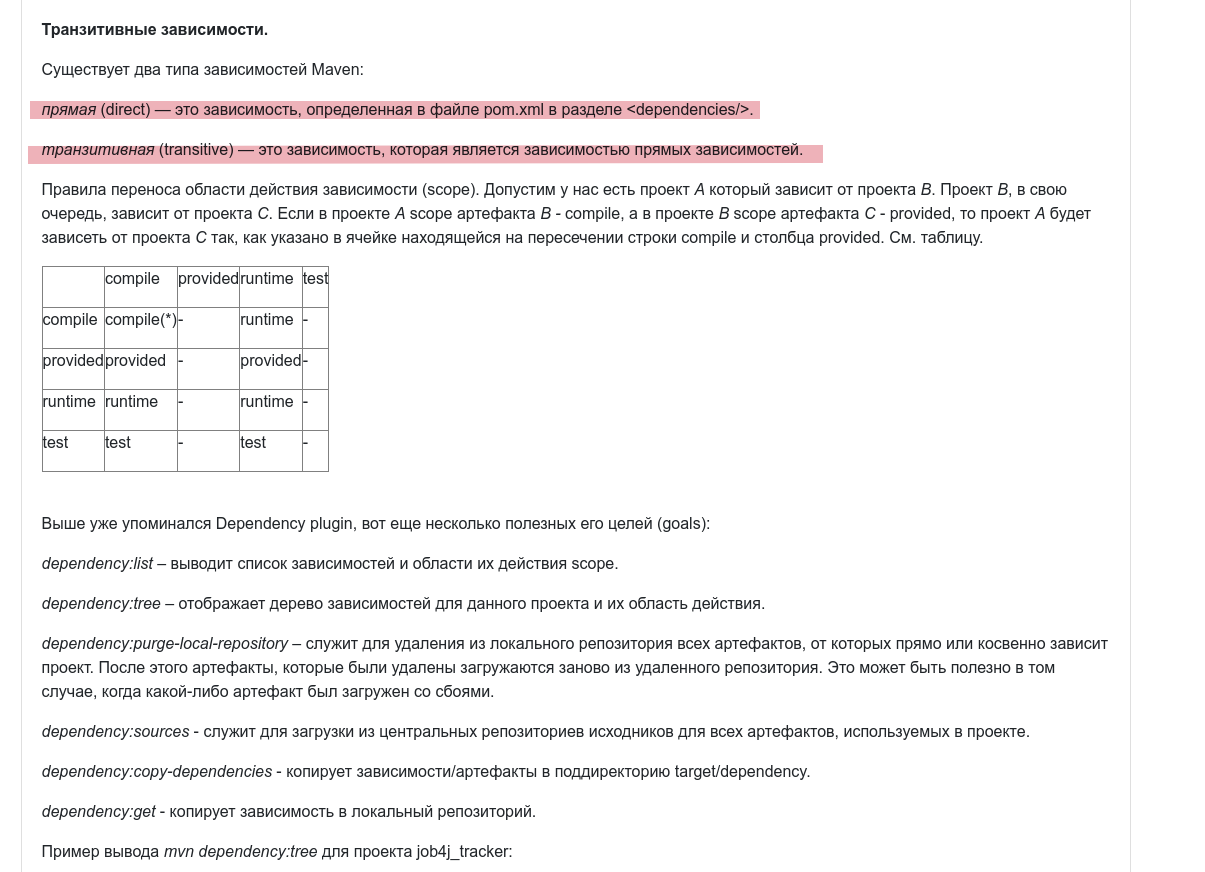 Транзитивные зависимости.
Существует два типа зависимостей Maven:
прямая (direct) — это зависимость, определенная в файле pom.xml в разделе <dependencies/>.
транзитивная (transitive) — это зависимость, которая является зависимостью прямых зависимостей.
Правила переноса области действия зависимости (scope). Допустим у нас есть проект A который зависит от проекта B. Проект B, в свою
очередь, зависит от проекта C. Если в проекте A scope артефакта B - compile, а в проекте B scope артефакта C - provided, то проект A будет
зависеть от проекта C так, как указано в ячейке находящейся на пересечении строки compile и столбца provided. См. таблицу.
compile provided runtime test
compile compile(*) - runtime -
provided provided - provided -
runtime runtime - runtime -
test test - test -
Выше уже упоминался Dependency plugin, вот еще несколько полезных его целей (goals):
dependency:list – выводит список зависимостей и области их действия scope.
dependency:tree – отображает дерево зависимостей для данного проекта и их область действия.
dependency:purge-local-repository – служит для удаления из локального репозитория всех артефактов, от которых прямо или косвенно зависит
проект. После этого артефакты, которые были удалены загружаются заново из удаленного репозитория. Это может быть полезно в том
случае, когда какой-либо артефакт был загружен со сбоями.
dependency:sources - служит для загрузки из центральных репозиториев исходников для всех артефактов, используемых в проекте.
dependency:copy-dependencies - копирует зависимости/артефакты в поддиректорию target/dependency.
dependency:get - копирует зависимость в локальный репозиторий.
Пример вывода mvn dependency:tree для проекта job4j_tracker: